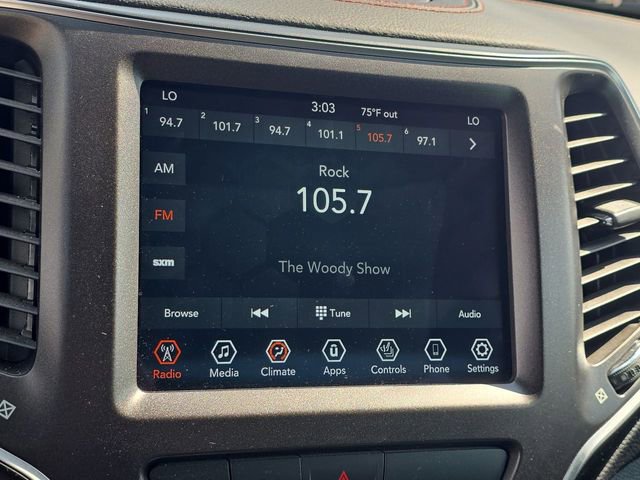 LO 3:03 75°F out LO
1 94.7 2 101.7 3 94.7 4 101.1 5 105.7 6 97.1
AM
Rock
FM
105.7
sxm
The Woody Show
Browse Tune Audio
Radio Media Climate Apps Controls Phone Settings